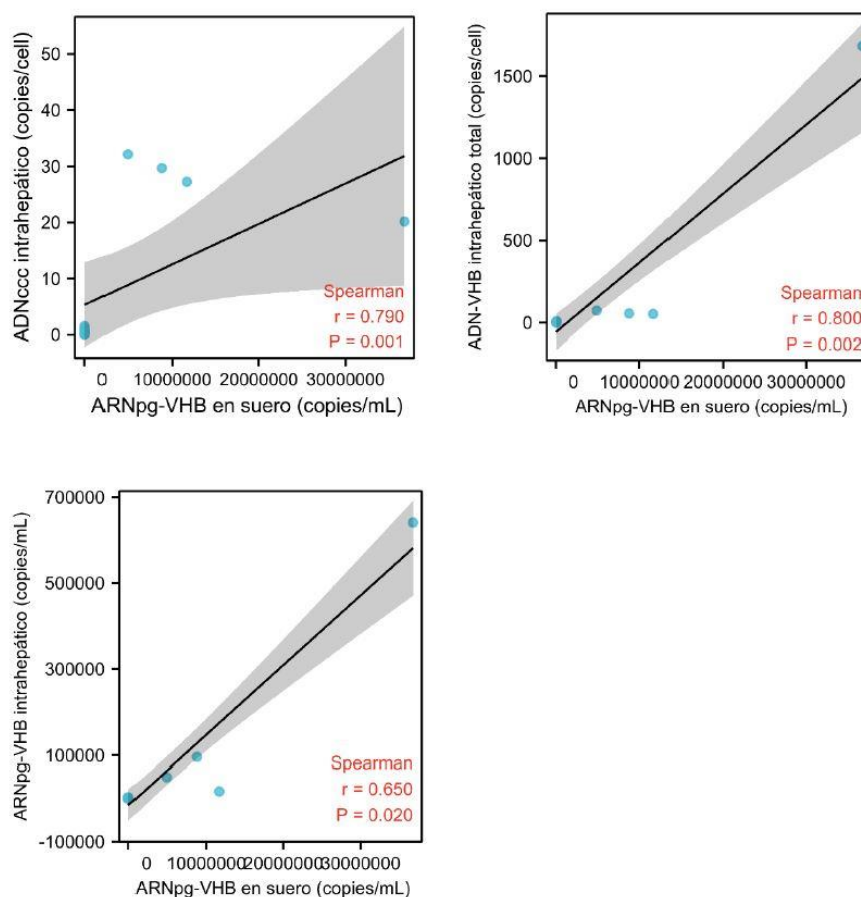 ADNccc intrahepático (copies/cell)
50
40
30
20
10
0
Spearman
r = 0.790
P = 0.001
0 10000000 20000000 30000000
ARNpg-VHB en suero (copies/mL)
ADN-VHB intrahepático total (copies/cell)
1500
1000
500
0
Spearman
r = 0.800
P = 0.002
0 10000000 20000000 30000000
ARNpg-VHB en suero (copies/mL)
ARNpg-VHB intrahepático (copies/mL)
700000
500000
300000
100000
-100000
Spearman
r = 0.650
P = 0.020
0 10000000 20000000 30000000
ARNpg-VHB en suero (copies/mL)